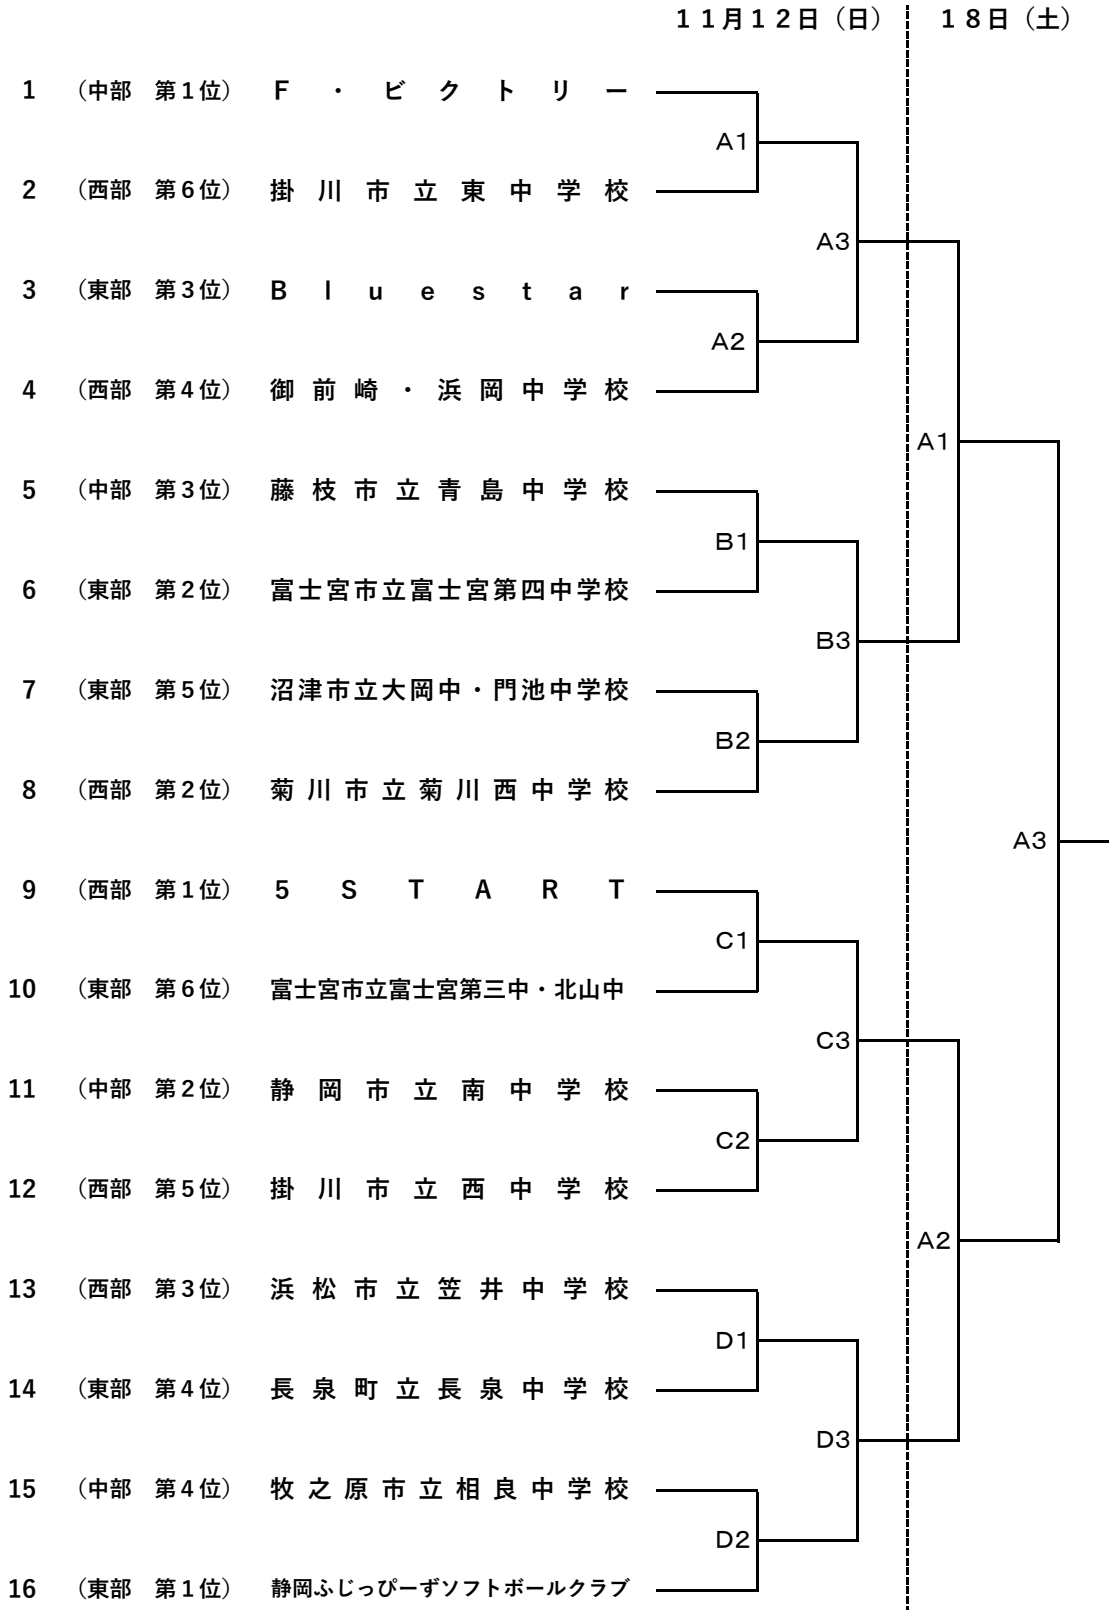 １１月１２日（日） １８日（土）
1 （中部　第１位） Ｆ・ビクトリー
A1
2 （西部　第６位） 掛川市立東中学校
A3
3 （東部　第３位） Bluestar
A2
4 （西部　第４位） 御前崎・浜岡中学校
A1
5 （中部　第３位） 藤枝市立青島中学校
B1
6 （東部　第２位） 富士宮市立富士宮第四中学校
B3
7 （東部　第５位） 沼津市立大岡中・門池中学校
B2
8 （西部　第２位） 菊川市立菊川西中学校
A3
9 （西部　第１位） 5START
C1
10 （東部　第６位） 富士宮市立富士宮第三中・北山中
C3
11 （中部　第２位） 静岡市立南中学校
C2
12 （西部　第５位） 掛川市立西中学校
A2
13 （西部　第３位） 浜松市立笠井中学校
D1
14 （東部　第４位） 長泉町立長泉中学校
D3
15 （中部　第４位） 牧之原市立相良中学校
D2
16 （東部　第１位） 静岡ふじっぴーずソフトボールクラブ